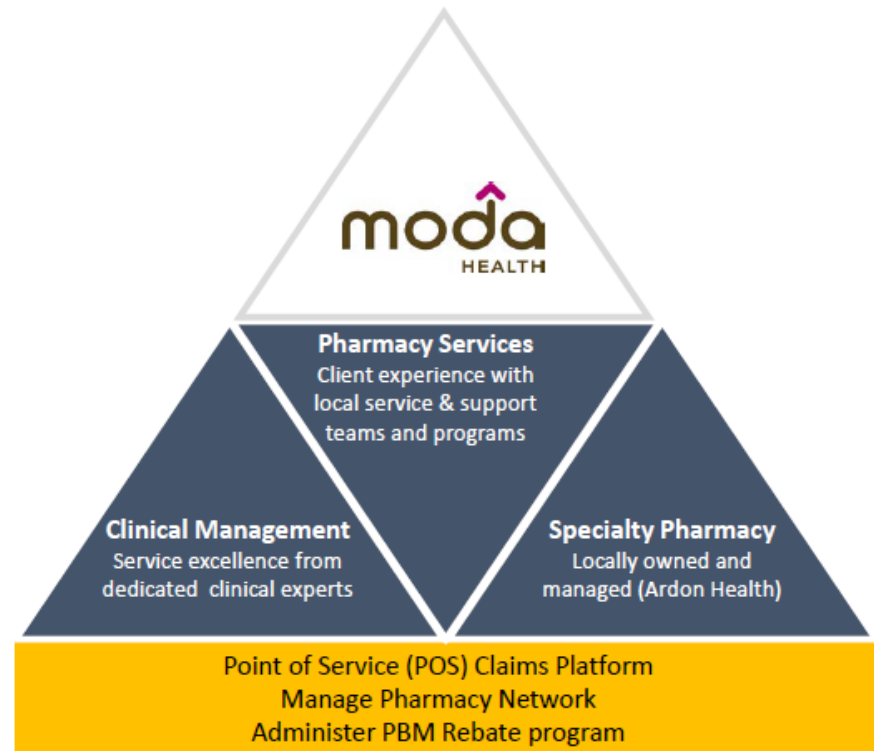 moda
HEALTH
Pharmacy Services
Client experience with
local service & support
teams and programs
Clinical Management
Service excellence from
dedicated clinical experts
Specialty Pharmacy
Locally owned and
managed (Ardon Health)
Point of Service (POS) Claims Platform
Manage Pharmacy Network
Administer PBM Rebate program